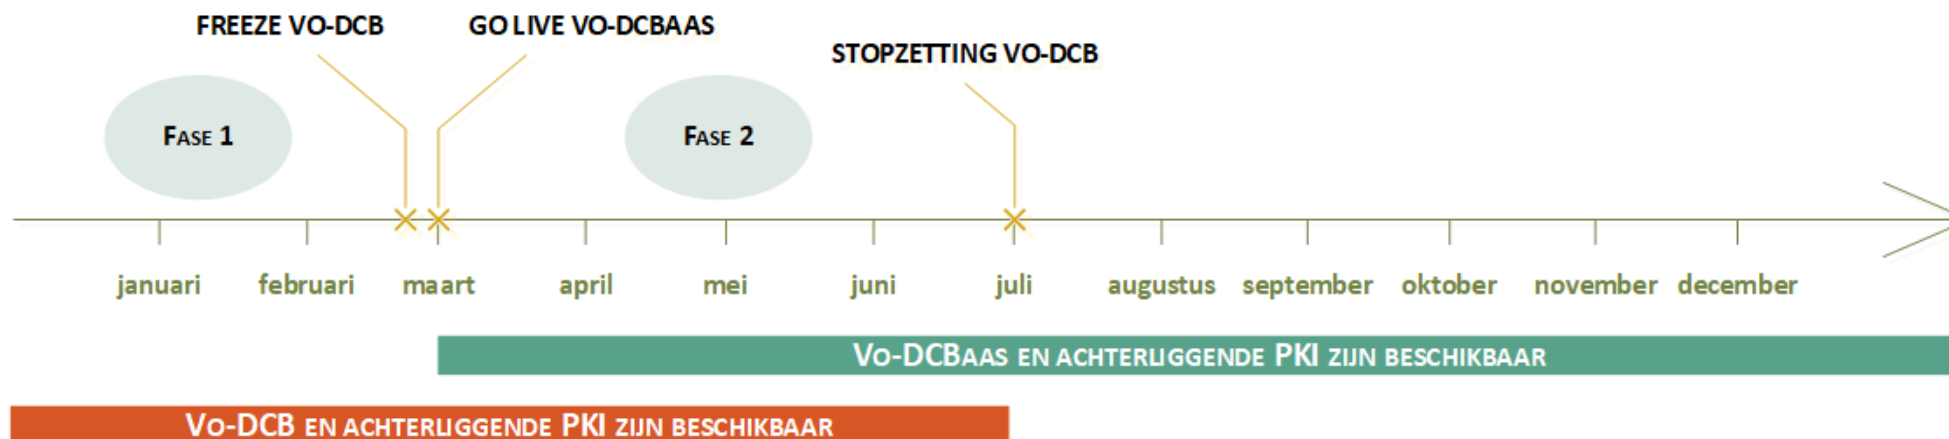 FREEZE VO-DCB
GO LIVE VO-DCBAAS
STOPZETTING VO-DCB
FASE 1
FASE 2
januari
februari
maart
april
mei
juni
juli
augustus
september
oktober
november
december
VO-DCBAAS EN ACHTERLIGGENDE PKI ZIJN BESCHIKBAAR
VO-DCB EN ACHTERLIGGENDE PKI ZIJN BESCHIKBAAR